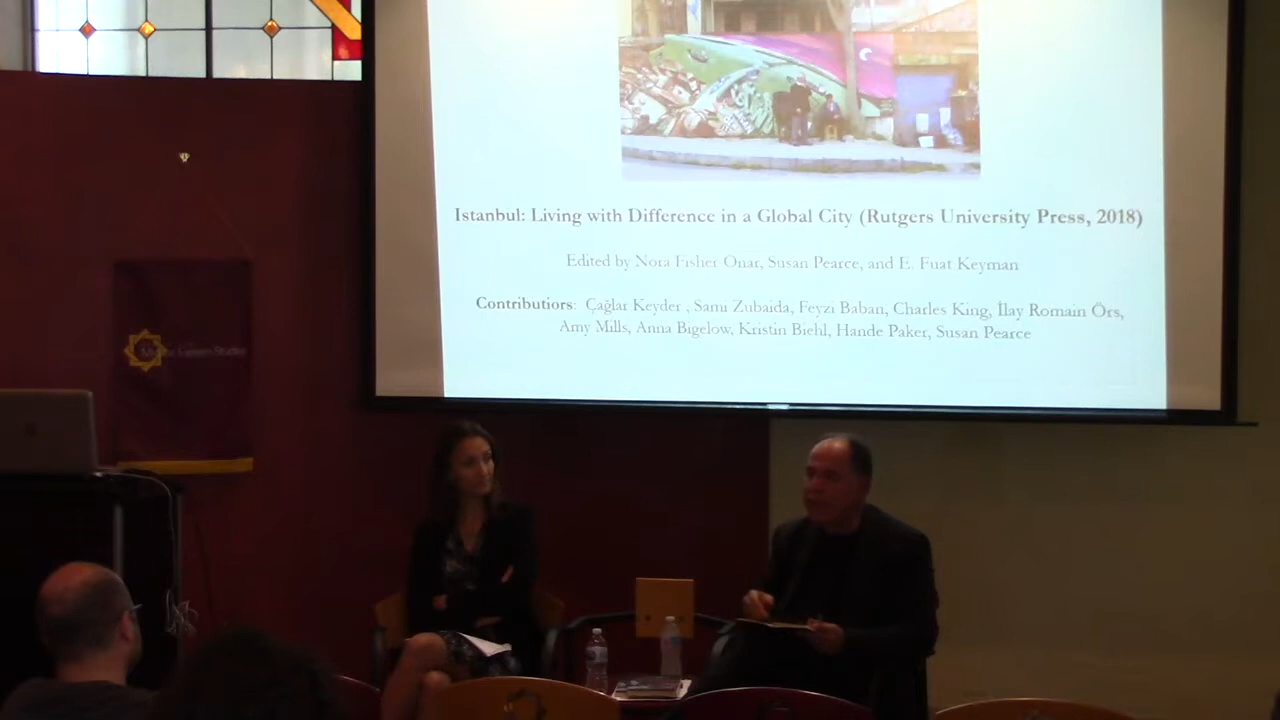 Istanbul: Living with Difference in a Global City (Rutgers University Press, 2018)
Edited by Nora Fisher Onar, Susan Pearce, and E. Fuat Keyman
Contributiors: Çağlar Keyder , Sami Zubaida, Feyzi Baban, Charles King, İlay Romain Örs,
Amy Mills, Anna Bigelow, Kristin Biehl, Hande Paker, Susan Pearce